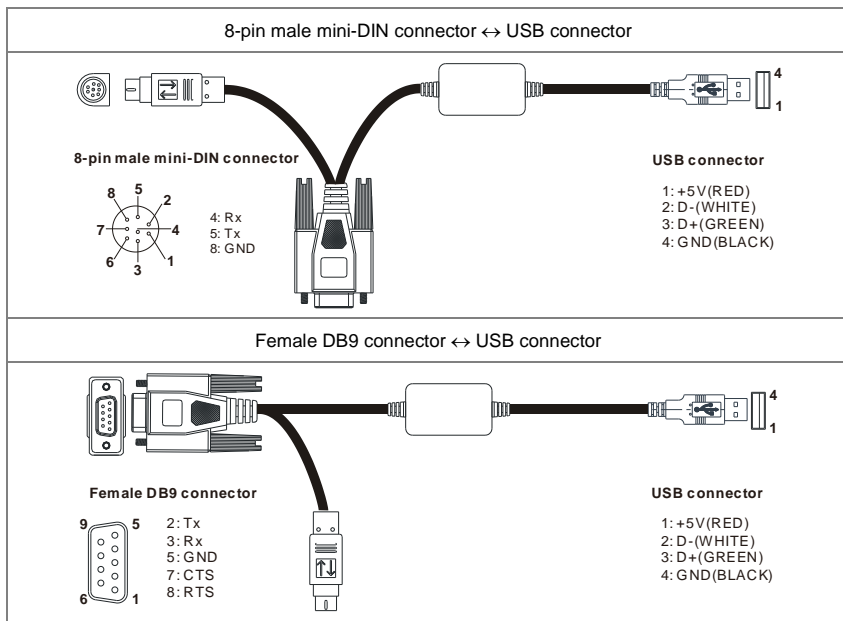 8-pin male mini-DIN connector ↔ USB connector
4
1
8-pin male mini-DIN connector
8
5
2
7
4
6
3
1
4: Rx
5: Tx
8: GND
USB connector
1: +5V(RED)
2: D-(WHITE)
3: D+(GREEN)
4: GND(BLACK)
Female DB9 connector ↔ USB connector
4
1
Female DB9 connector
9
5
6
1
2: Tx
3: Rx
5: GND
7: CTS
8: RTS
USB connector
1: +5V(RED)
2: D-(WHITE)
3: D+(GREEN)
4: GND(BLACK)